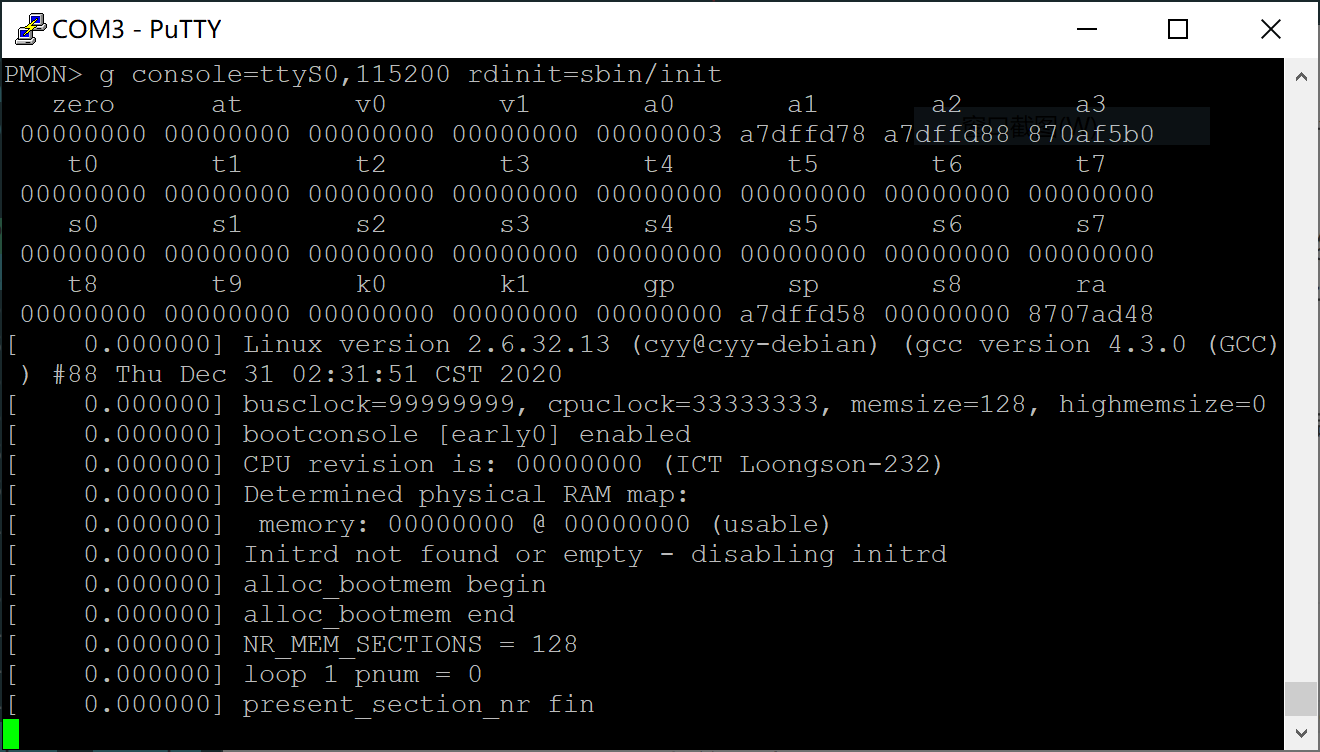 COM3 - PuTTY
PMON> g console=ttyS0,115200 rdinit=sbin/init
zero at v0 v1 a0 a1 a2 a3
00000000 00000000 00000000 00000000 00000003 a7dffd78 a7dffd88 870af5b0
t0 t1 t2 t3 t4 t5 t6 t7
00000000 00000000 00000000 00000000 00000000 00000000 00000000 00000000
s0 s1 s2 s3 s4 s5 s6 s7
00000000 00000000 00000000 00000000 00000000 00000000 00000000 00000000
t8 t9 k0 k1 gp sp s8 ra
00000000 00000000 00000000 00000000 00000000 a7dffd58 00000000 8707ad48
[    0.000000] Linux version 2.6.32.13 (cyy@cyy-debian) (gcc version 4.3.0 (GCC)
) #88 Thu Dec 31 02:31:51 CST 2020
[    0.000000] busclock=99999999, cpuclock=33333333, memsize=128, highmemsize=0
[    0.000000] bootconsole [early0] enabled
[    0.000000] CPU revision is: 00000000 (ICT Loongson-232)
[    0.000000] Determined physical RAM map:
[    0.000000]  memory: 00000000 @ 00000000 (usable)
[    0.000000] Initrd not found or empty - disabling initrd
[    0.000000] alloc_bootmem begin
[    0.000000] alloc_bootmem end
[    0.000000] NR_MEM_SECTIONS = 128
[    0.000000] loop 1 pnum = 0
[    0.000000] present_section_nr fin